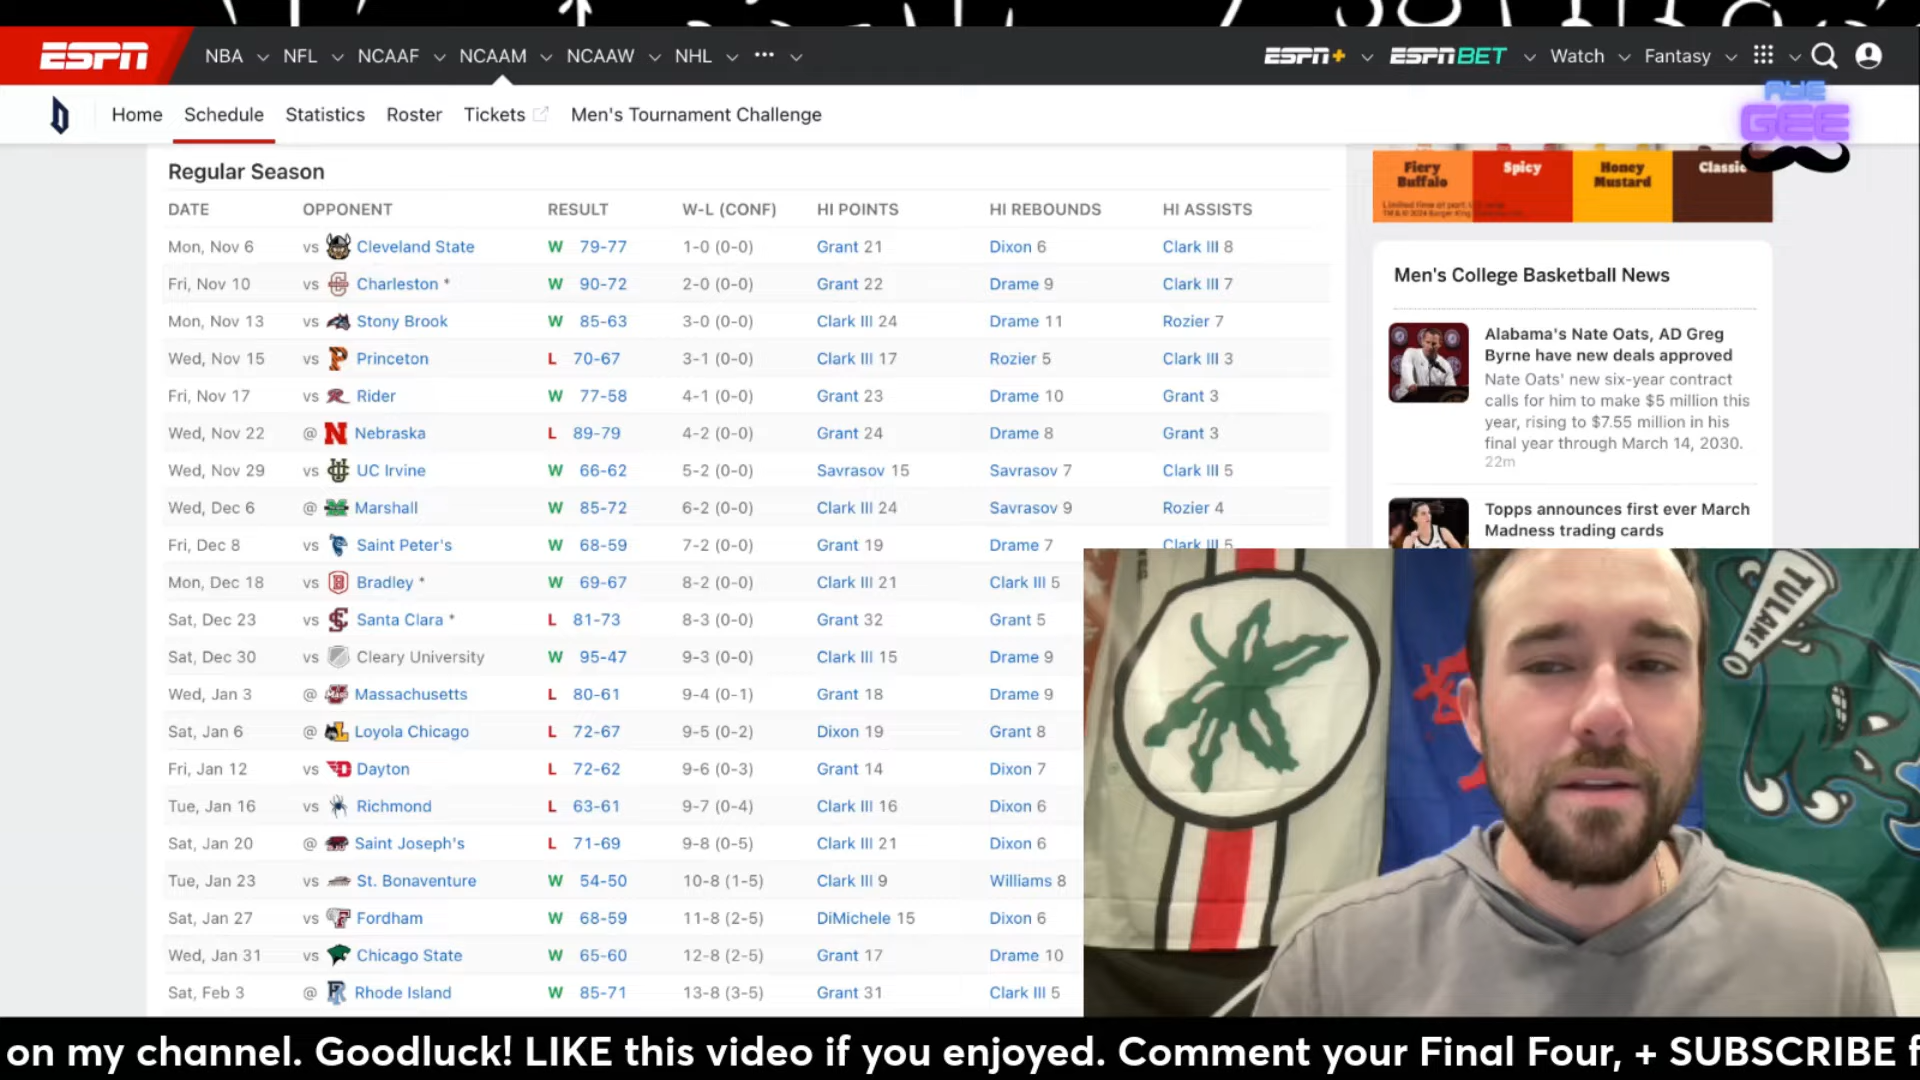 ESPN NBA NFL NCAAF NCAAM NCAAW NHL ••• ESPN+ ESPN BET Watch Fantasy
Home Schedule Statistics Roster Tickets Men's Tournament Challenge
AYE
GEE
Regular Season
DATE OPPONENT RESULT W-L (CONF) HI POINTS HI REBOUNDS HI ASSISTS
Mon, Nov 6 vs Cleveland State W 79-77 1-0 (0-0) Grant 21 Dixon 6 Clark III 8
Fri, Nov 10 vs Charleston * W 90-72 2-0 (0-0) Grant 22 Drame 9 Clark III 7
Mon, Nov 13 vs Stony Brook W 85-63 3-0 (0-0) Clark III 24 Drame 11 Rozier 7
Wed, Nov 15 vs Princeton L 70-67 3-1 (0-0) Clark III 17 Rozier 5 Clark III 3
Fri, Nov 17 vs Rider W 77-58 4-1 (0-0) Grant 23 Drame 10 Grant 3
Wed, Nov 22 @ Nebraska L 89-79 4-2 (0-0) Grant 24 Drame 8 Grant 3
Wed, Nov 29 vs UC Irvine W 66-62 5-2 (0-0) Savrasov 15 Savrasov 7 Clark III 5
Wed, Dec 6 @ Marshall W 85-72 6-2 (0-0) Clark III 24 Savrasov 9 Rozier 4
Fri, Dec 8 vs Saint Peter's W 68-59 7-2 (0-0) Grant 19 Drame 7 Clark III 5
Mon, Dec 18 vs Bradley * W 69-67 8-2 (0-0) Clark III 21 Clark III 5
Sat, Dec 23 vs Santa Clara * L 81-73 8-3 (0-0) Grant 32 Grant 5
Sat, Dec 30 vs Cleary University W 95-47 9-3 (0-0) Clark III 15 Drame 9
Wed, Jan 3 @ Massachusetts L 80-61 9-4 (0-1) Grant 18 Drame 9
Sat, Jan 6 @ Loyola Chicago L 72-67 9-5 (0-2) Dixon 19 Grant 8
Fri, Jan 12 vs Dayton L 72-62 9-6 (0-3) Grant 14 Dixon 7
Tue, Jan 16 vs Richmond L 63-61 9-7 (0-4) Clark III 16 Dixon 6
Sat, Jan 20 @ Saint Joseph's L 71-69 9-8 (0-5) Clark III 21 Dixon 6
Tue, Jan 23 vs St. Bonaventure W 54-50 10-8 (1-5) Clark III 9 Williams 8
Sat, Jan 27 vs Fordham W 68-59 11-8 (2-5) DiMichele 15 Dixon 6
Wed, Jan 31 vs Chicago State W 65-60 12-8 (2-5) Grant 17 Drame 10
Sat, Feb 3 @ Rhode Island W 85-71 13-8 (3-5) Grant 31 Clark III 5
Fiery Buffalo Spicy Honey Mustard Classic
Men's College Basketball News
Alabama's Nate Oats, AD Greg
Byrne have new deals approved
Nate Oats' new six-year contract
calls for him to make $5 million this
year, rising to $7.55 million in his
final year through March 14, 2030.
22m
Topps announces first ever March
Madness trading cards
TULANE
on my channel. Goodluck! LIKE this video if you enjoyed. Comment your Final Four, + SUBSCRIBE f